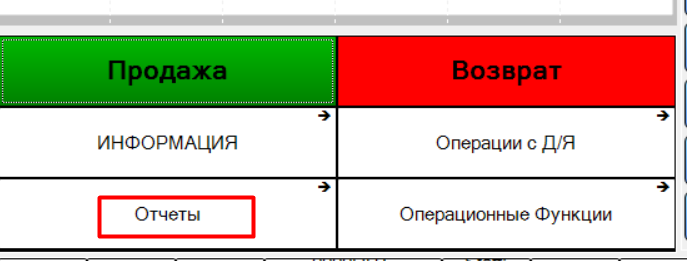 Продажа Возврат
ИНФОРМАЦИЯ Операции с Д/Я
Отчеты Операционные Функции